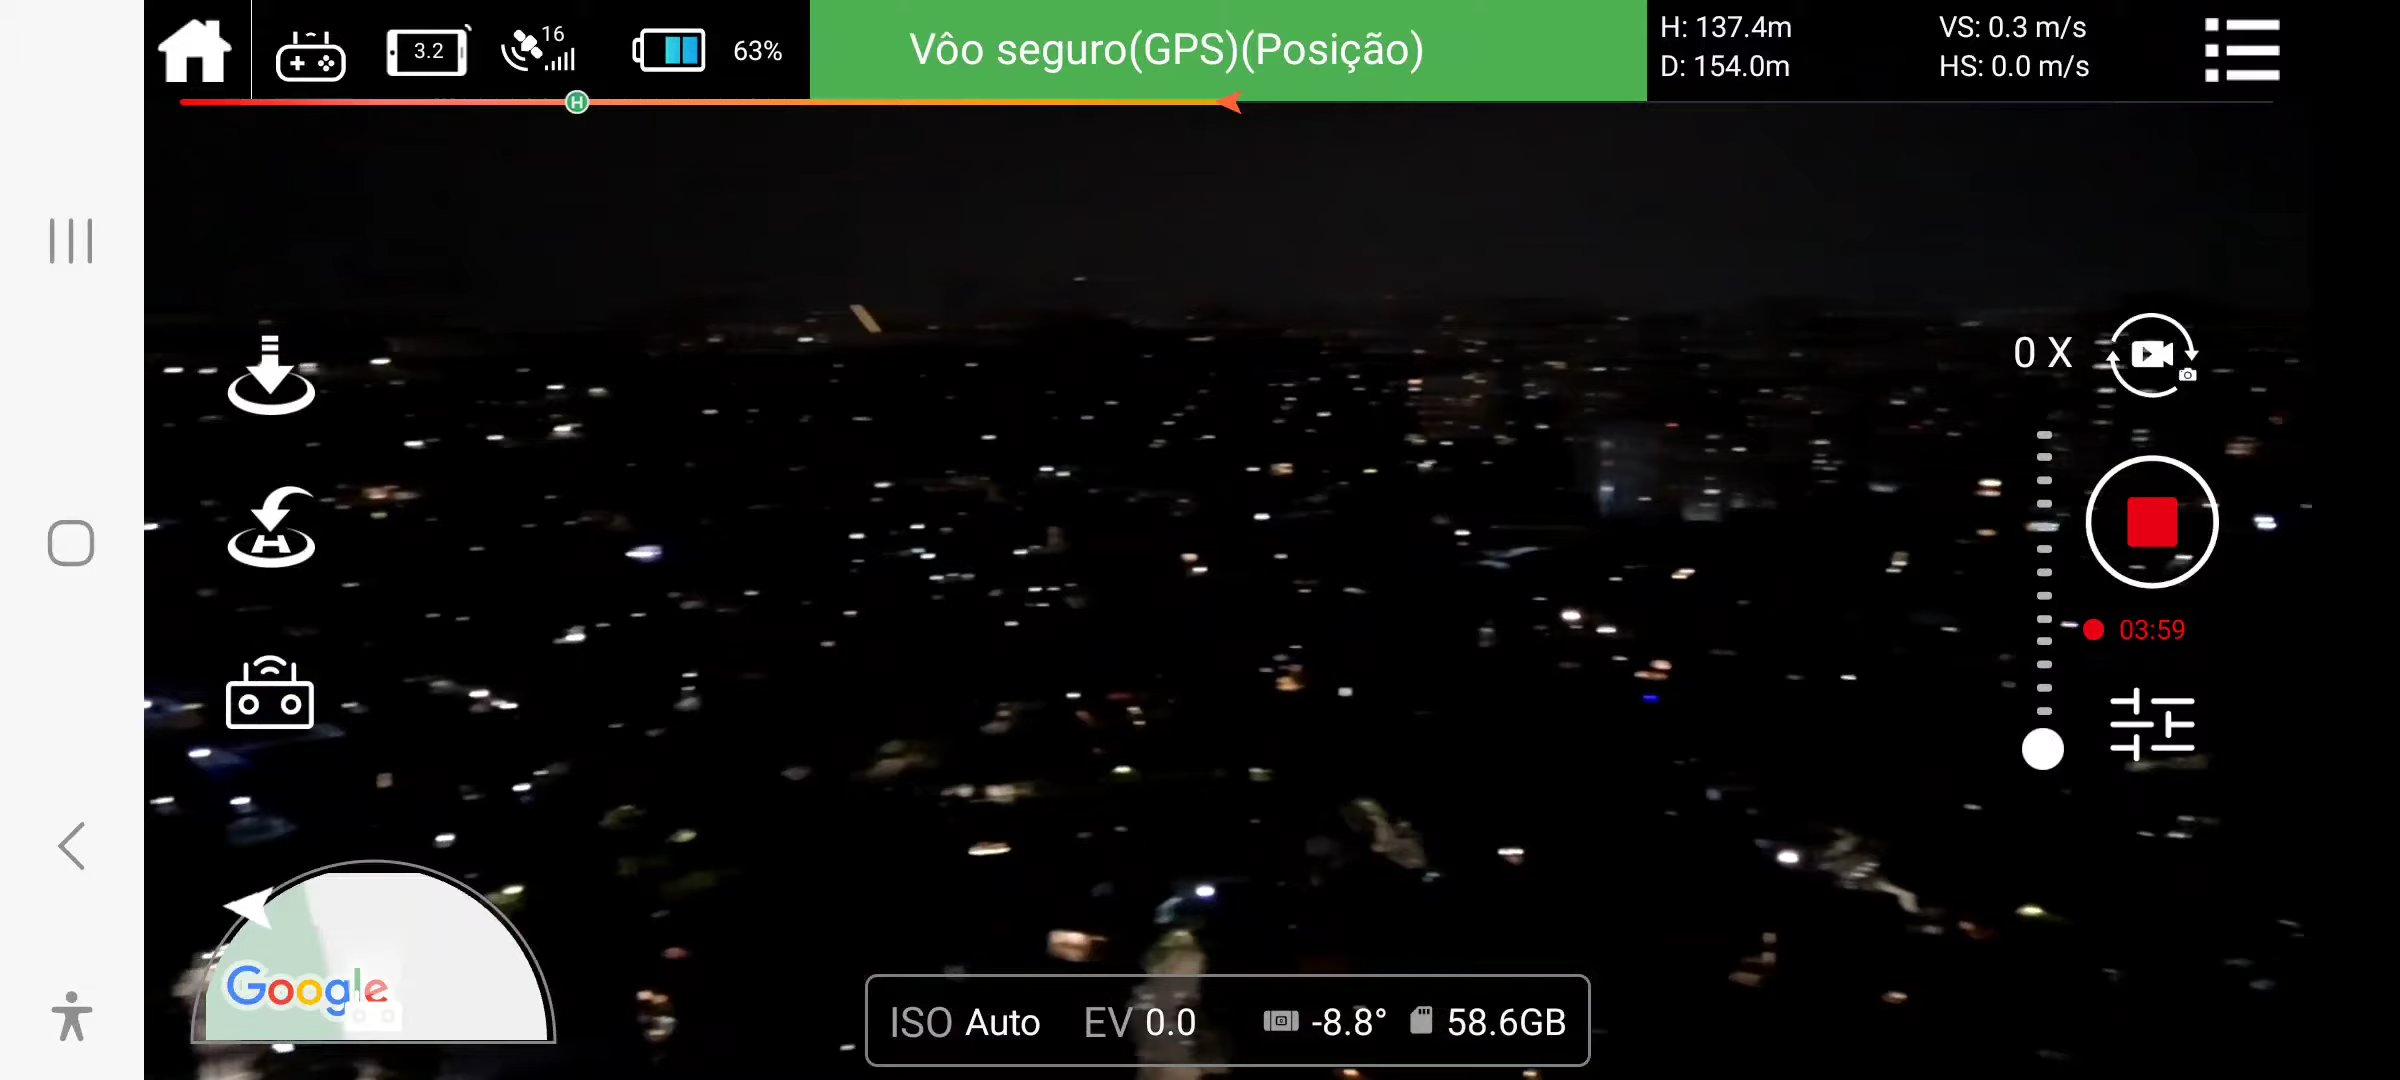 3.2
16
63%
Vôo seguro(GPS)(Posição)
H: 137.4m
VS: 0.3 m/s
D: 154.0m
HS: 0.0 m/s
H
0 X
H
03:59
Google
ISO Auto EV 0.0 -8.8° 58.6GB